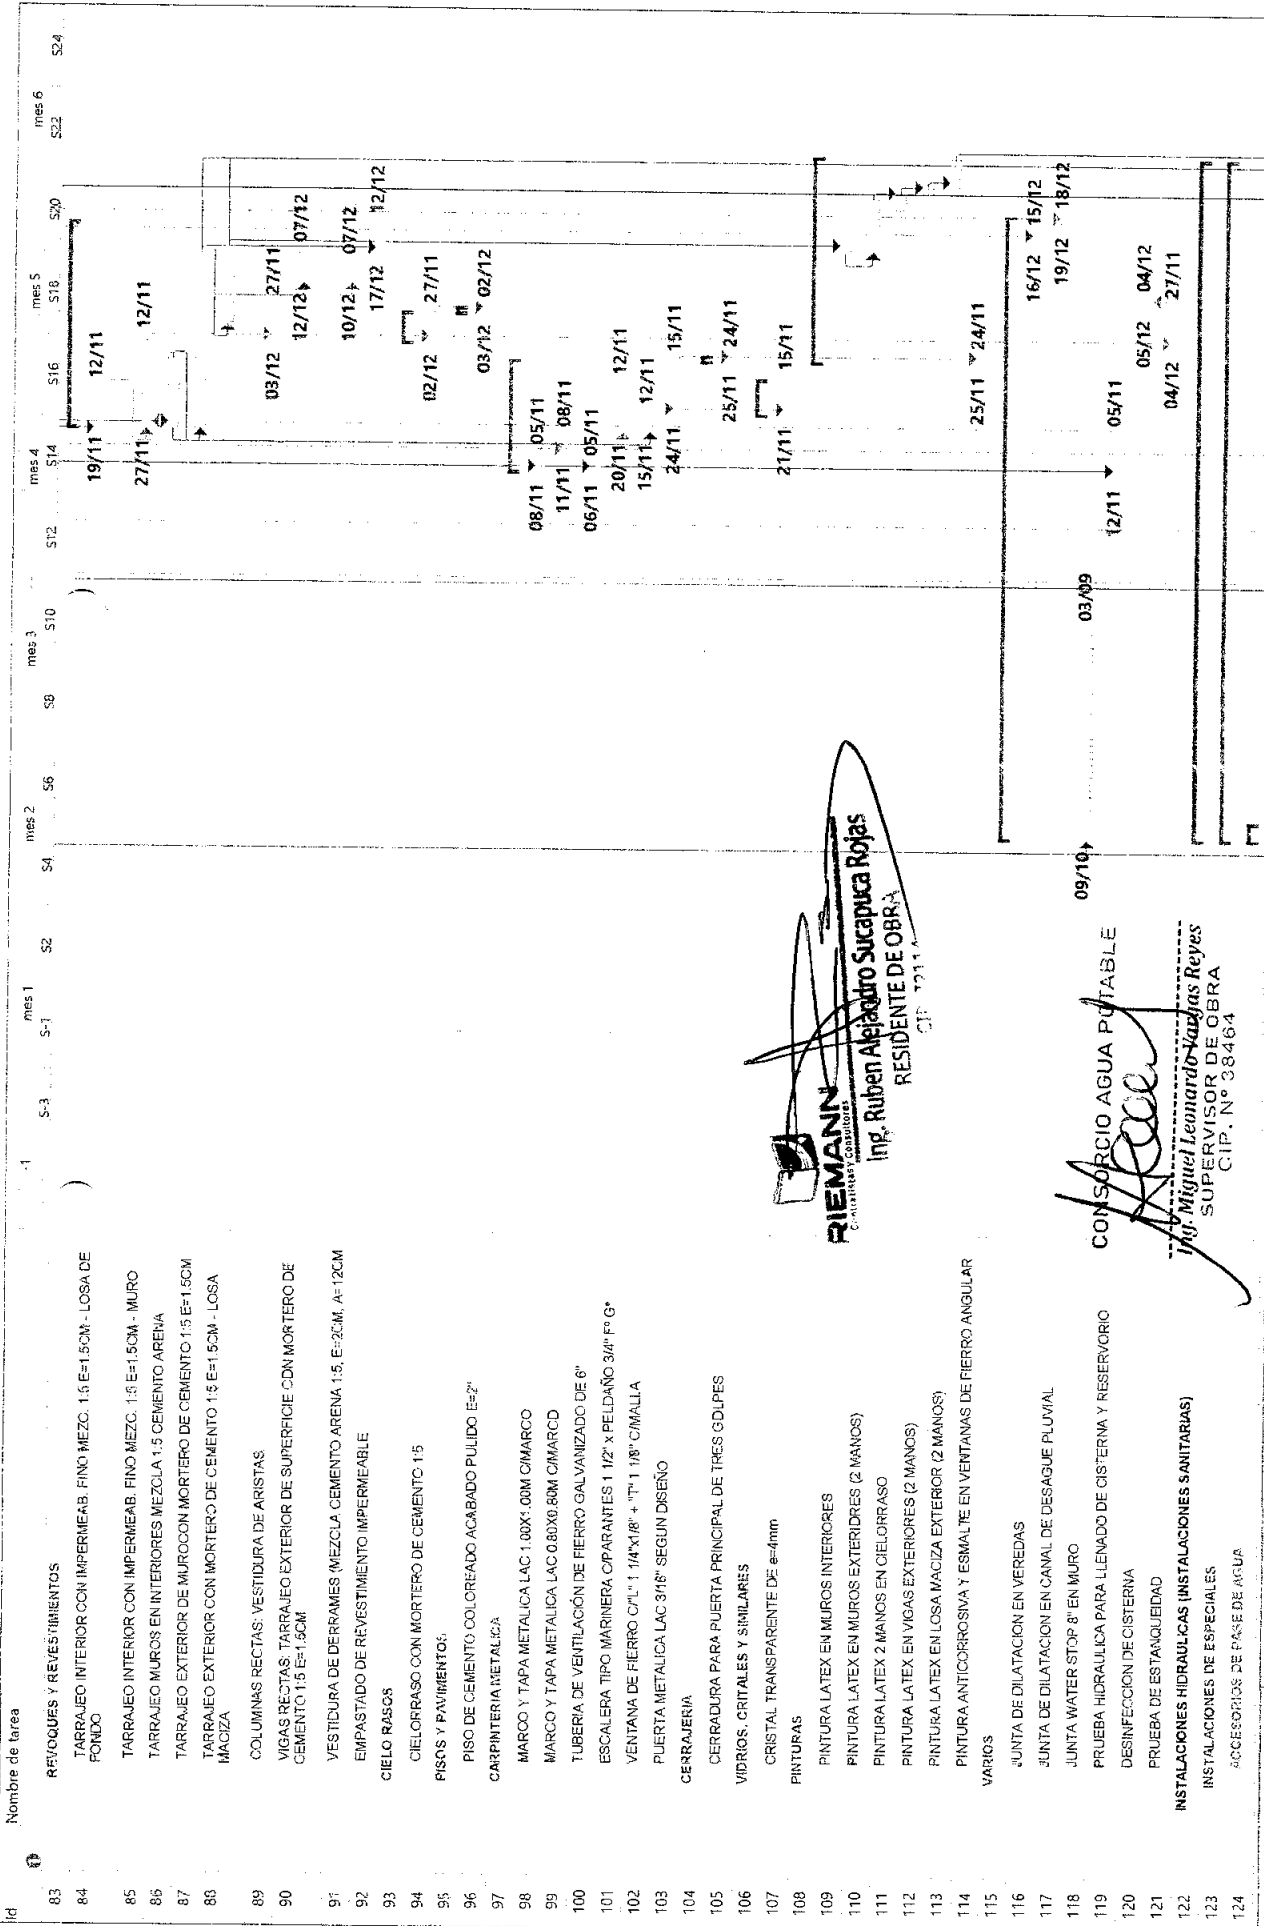 Id
Nombre de tarea
-1
mes 1
mes 2
mes 3
mes 4
mes 5
mes 6
S-3
S-1
S2
S4
S6
S8
S10
S12
S14
S16
S18
S20
S22
S24
83 REVOQUES Y REVESTIMIENTOS
84 TARRAJEO INTERIOR CON IMPERMEAB. FINO MEZC. 1:5 E=1.5CM - LOSA DE
FONDO
19/11 12/11
85 TARRAJEO INTERIOR CON IMPERMEAB. FINO MEZC. 1:5 E=1.5CM - MURO
86 TARRAJEO MUROS EN INTERIORES MEZCLA 1:5 CEMENTO ARENA
27/11 12/11
87 TARRAJEO EXTERIOR DE MUROCON MORTERO DE CEMENTO 1:5 E=1.5CM
88 TARRAJEO EXTERIOR CON MORTERO DE CEMENTO 1:5 E=1.5CM - LOSA
MACIZA
89 COLUMNAS RECTAS: VESTIDURA DE ARISTAS
03/12 27/11
90 VIGAS RECTAS: TARRAJEO EXTERIOR DE SUPERFICIE CON MORTERO DE
CEMENTO 1:5 E=1.5CM
12/12 07/12
91 VESTIDURA DE DERRAMES (MEZCLA CEMENTO ARENA 1:5, E=2CM, A=12CM
10/12 07/12
92 EMPASTADO DE REVESTIMIENTO IMPERMEABLE
17/12 12/12
93 CIELO RASOS
94 CIELORRASO CON MORTERO DE CEMENTO 1:5
02/12 27/11
95 PISOS Y PAVIMENTOS
96 PISO DE CEMENTO COLOREADO ACABADO PULIDO E=2"
03/12 02/12
97 CARPINTERIA METALICA
98 MARCO Y TAPA METALICA LAC 1.00X1.00M C/MARCO
08/11 05/11
99 MARCO Y TAPA METALICA LAC 0.80X0.80M C/MARCO
11/11 08/11
100 TUBERIA DE VENTILACIÓN DE FIERRO GALVANIZADO DE 6"
06/11 05/11
101 ESCALERA TIPO MARINERA C/PARANTES 1 1/2" x PELDAÑO 3/4" Fº Gº
20/11 12/11
102 VENTANA DE FIERRO C/"L" 1 1/4"x1/8" + "T" 1 1/8" C/MALLA
15/11 12/11
103 PUERTA METALICA LAC 3/16" SEGUN DISEÑO
24/11 15/11
104 CERRAJERIA
105 CERRADURA PARA PUERTA PRINCIPAL DE TRES GOLPES
25/11 24/11
106 VIDRIOS, CRITALES Y SIMILARES
107 CRISTAL TRANSPARENTE DE e=4mm
21/11 15/11
108 PINTURAS
109 PINTURA LATEX EN MUROS INTERIORES
110 PINTURA LATEX EN MUROS EXTERIORES (2 MANOS)
111 PINTURA LATEX 2 MANOS EN CIELORRASO
112 PINTURA LATEX EN VIGAS EXTERIORES (2 MANOS)
113 PINTURA LATEX EN LOSA MACIZA EXTERIOR (2 MANOS)
114 PINTURA ANTICORROSIVA Y ESMALTE EN VENTANAS DE FIERRO ANGULAR
25/11 24/11
115 VARIOS
116 JUNTA DE DILATACION EN VEREDAS
16/12 15/12
117 JUNTA DE DILATACION EN CANAL DE DESAGUE PLUVIAL
19/12 18/12
118 JUNTA WATER STOP 8" EN MURO
09/10 03/09
119 PRUEBA HIDRAULICA PARA LLENADO DE CISTERNA Y RESERVORIO
12/11 05/11
120 DESINFECCION DE CISTERNA
05/12 04/12
121 PRUEBA DE ESTANQUEIDAD
04/12 27/11
122 INSTALACIONES HIDRAULICAS (INSTALACIONES SANITARIAS)
123 INSTALACIONES DE ESPECIALES
124 ACCESORIOS DE PASE DE AGUA
RIEMANN
Contratistas y Consultores
Ing. Ruben Alejandro Sucapuca Rojas
RESIDENTE DE OBRA
CONSORCIO AGUA POTABLE
Ing. Miguel Leonardo Vargas Reyes
SUPERVISOR DE OBRA
CIP. Nº 38464